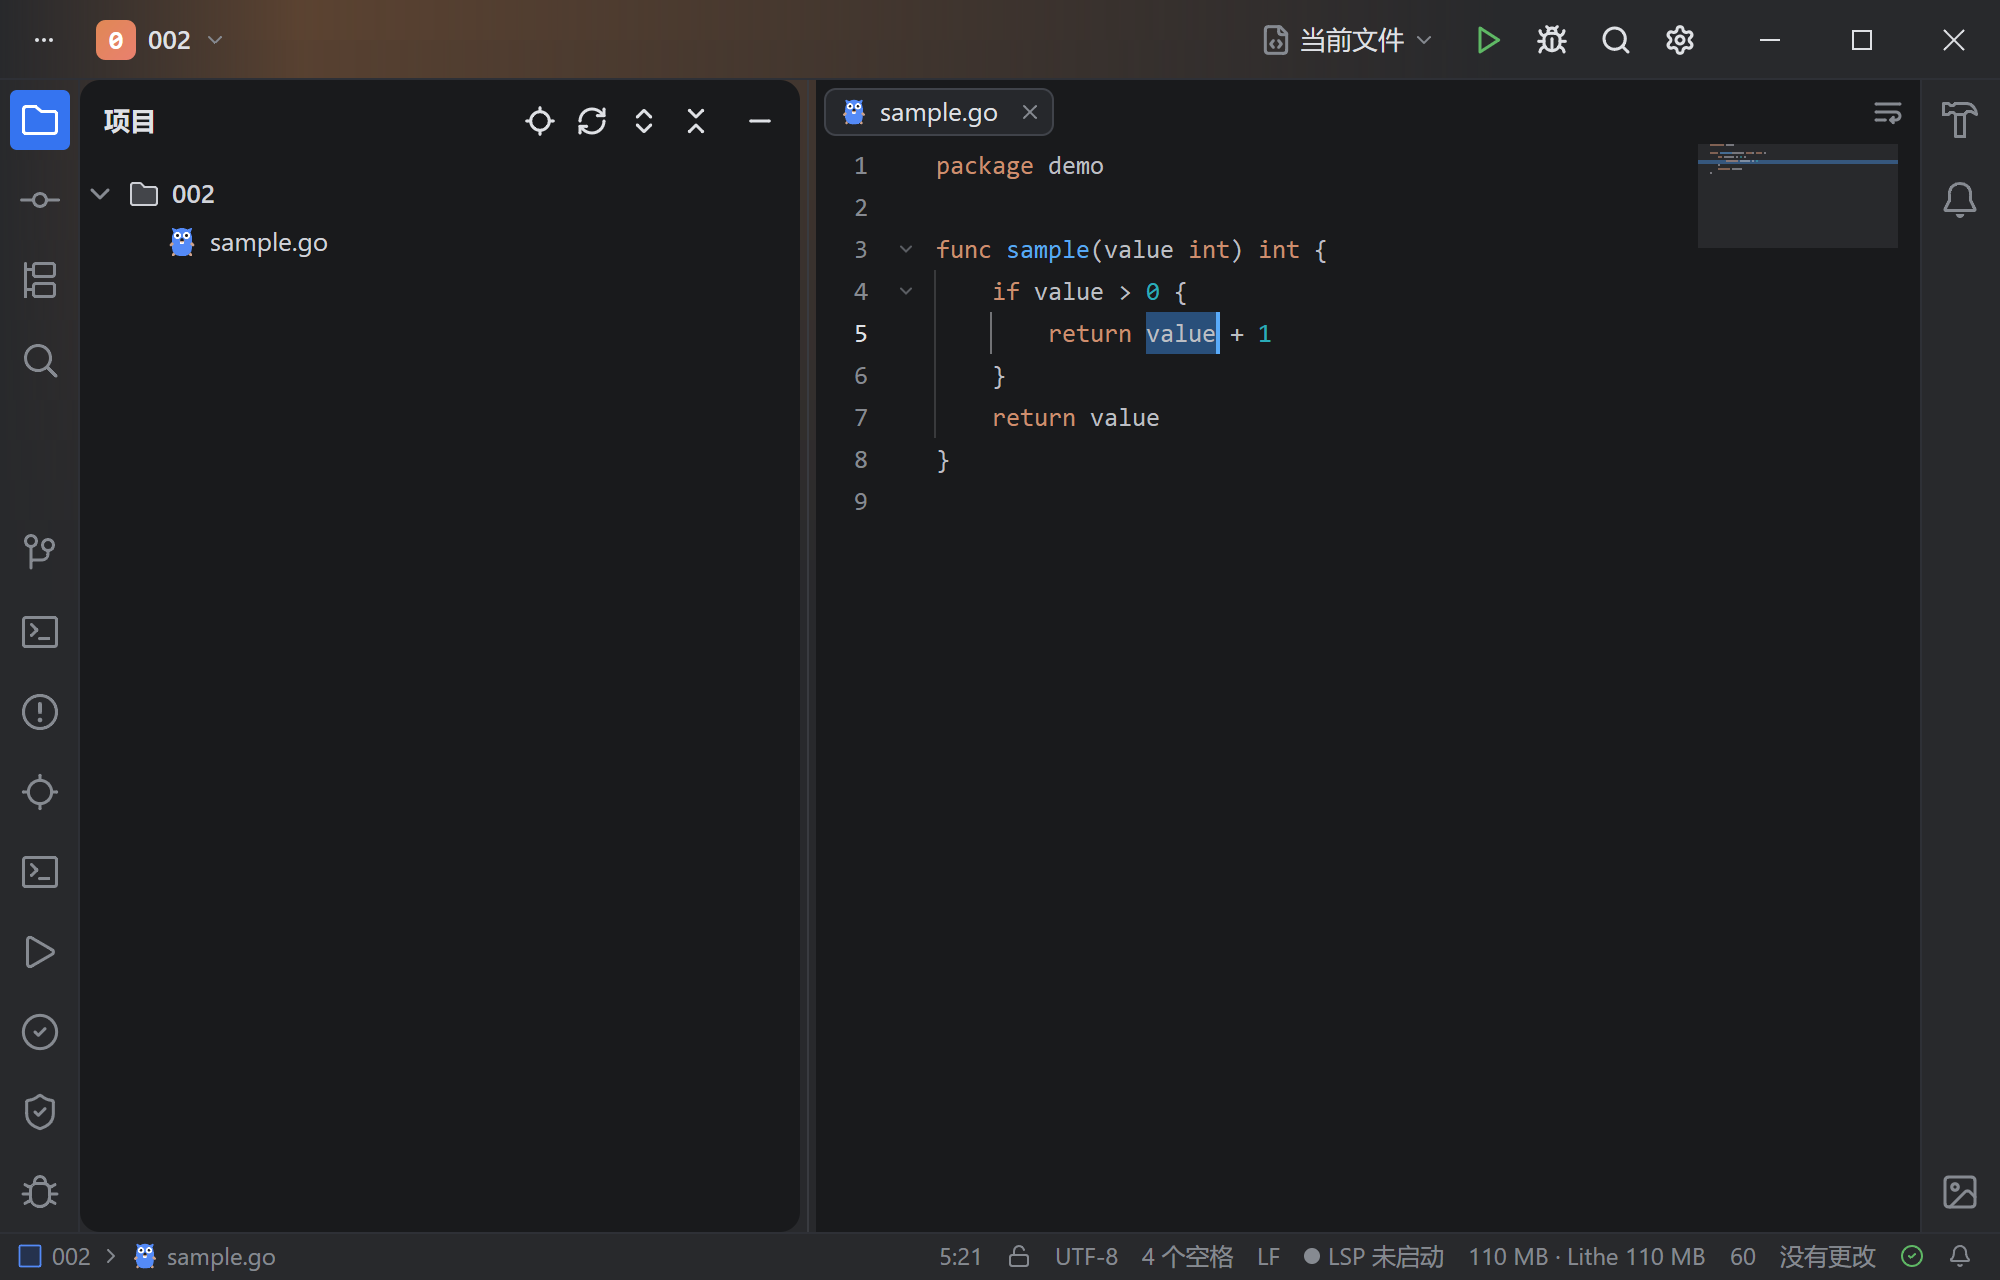 0 002
当前文件
项目
002
sample.go
sample.go
1 package demo
2
3 func sample(value int) int {
4 if value > 0 {
5 return value + 1
6 }
7 return value
8 }
9
002 > sample.go
5:21 UTF-8 4 个空格 LF LSP 未启动 110 MB · Lithe 110 MB 60 没有更改